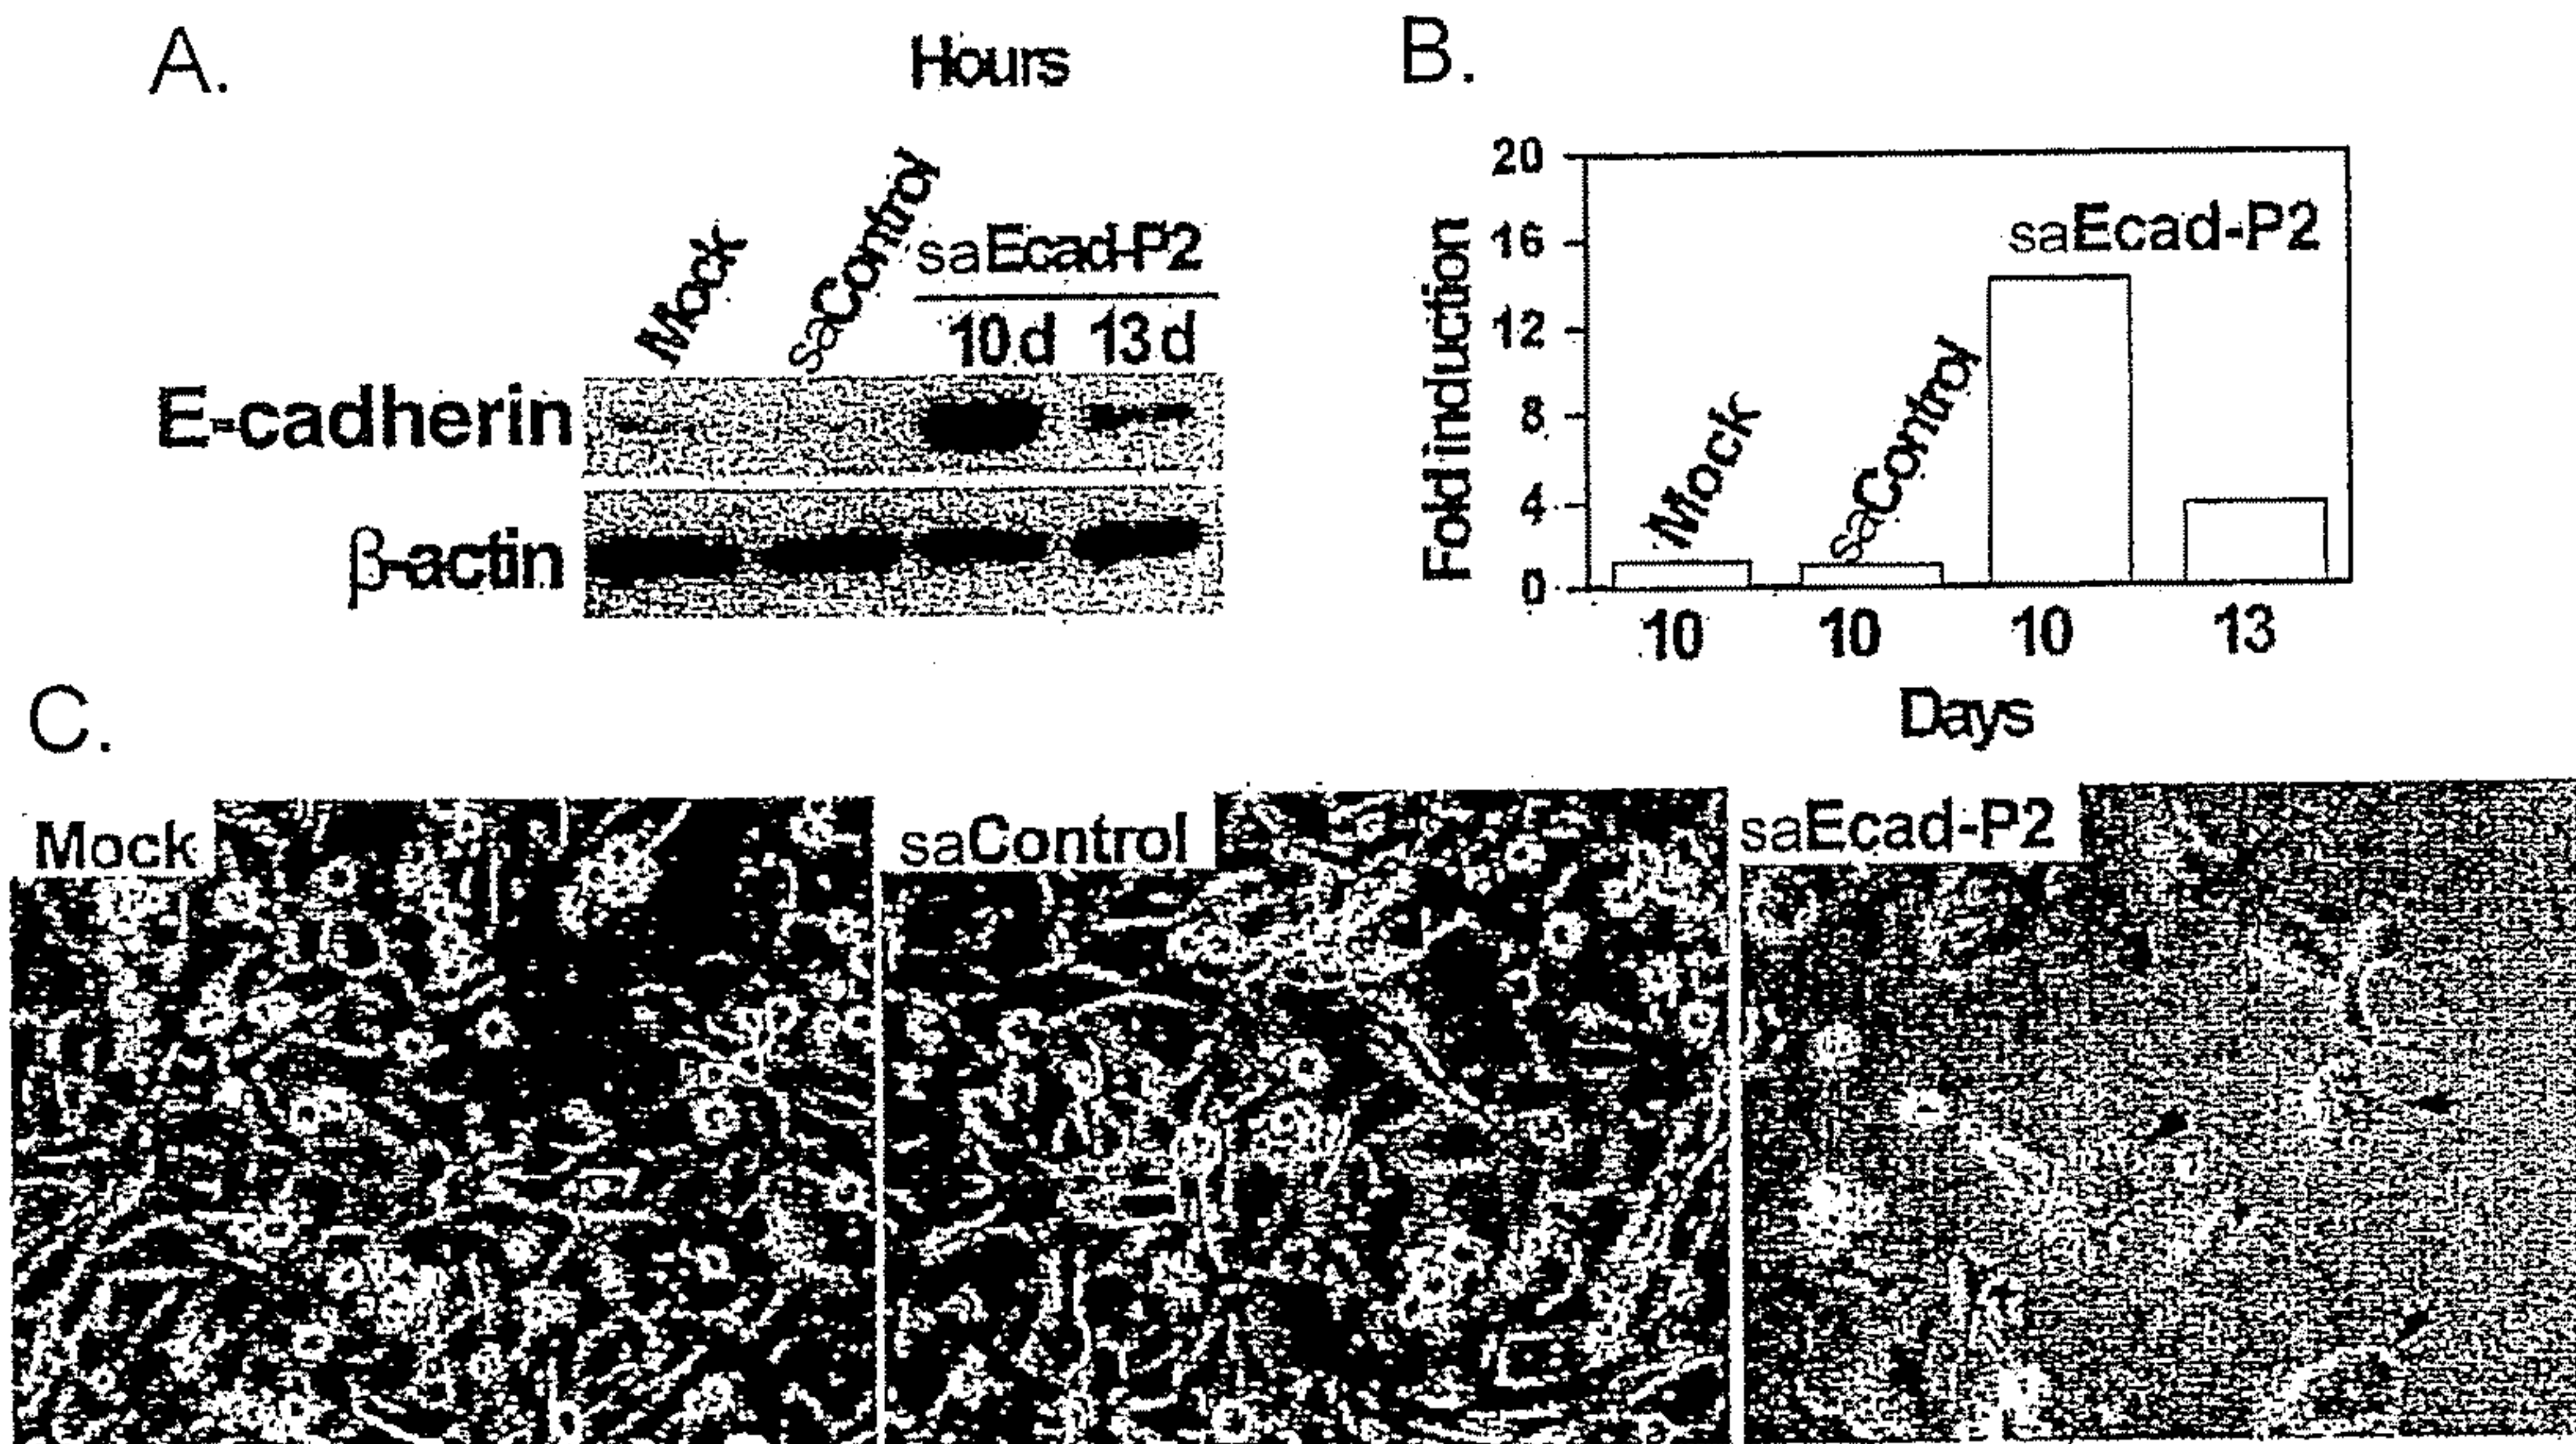 A.
Hours
Mock
saControl
saEcad-P2
10 d
13 d
E-cadherin
β-actin
B.
Fold induction
20
16
12
8
4
0
Mock
saControl
saEcad-P2
10
10
10
13
Days
C.
Mock
saControl
saEcad-P2